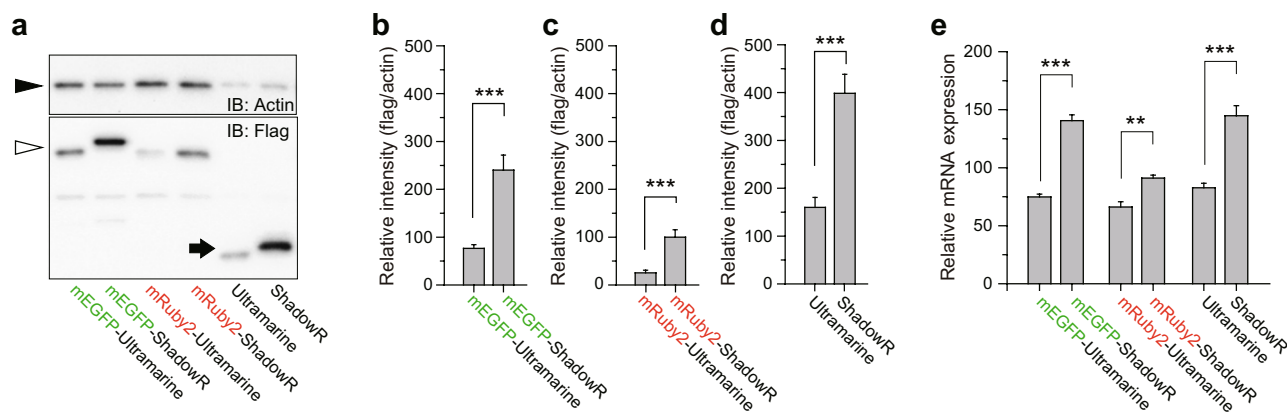 a
IB: Actin
IB: Flag
mEGFP-Ultramarine
mEGFP-ShadowR
mRuby2-Ultramarine
mRuby2-ShadowR
Ultramarine
ShadowR
b
Relative intensity (flag/actin)
500
400
300
200
100
0
***
mEGFP-Ultramarine
mEGFP-ShadowR
c
Relative intensity (flag/actin)
500
400
300
200
100
0
***
mRuby2-Ultramarine
mRuby2-ShadowR
d
Relative intensity (flag/actin)
500
400
300
200
100
0
***
Ultramarine
ShadowR
e
Relative mRNA expression
200
150
100
50
0
***
**
***
mEGFP-Ultramarine
mEGFP-ShadowR
mRuby2-Ultramarine
mRuby2-ShadowR
Ultramarine
ShadowR